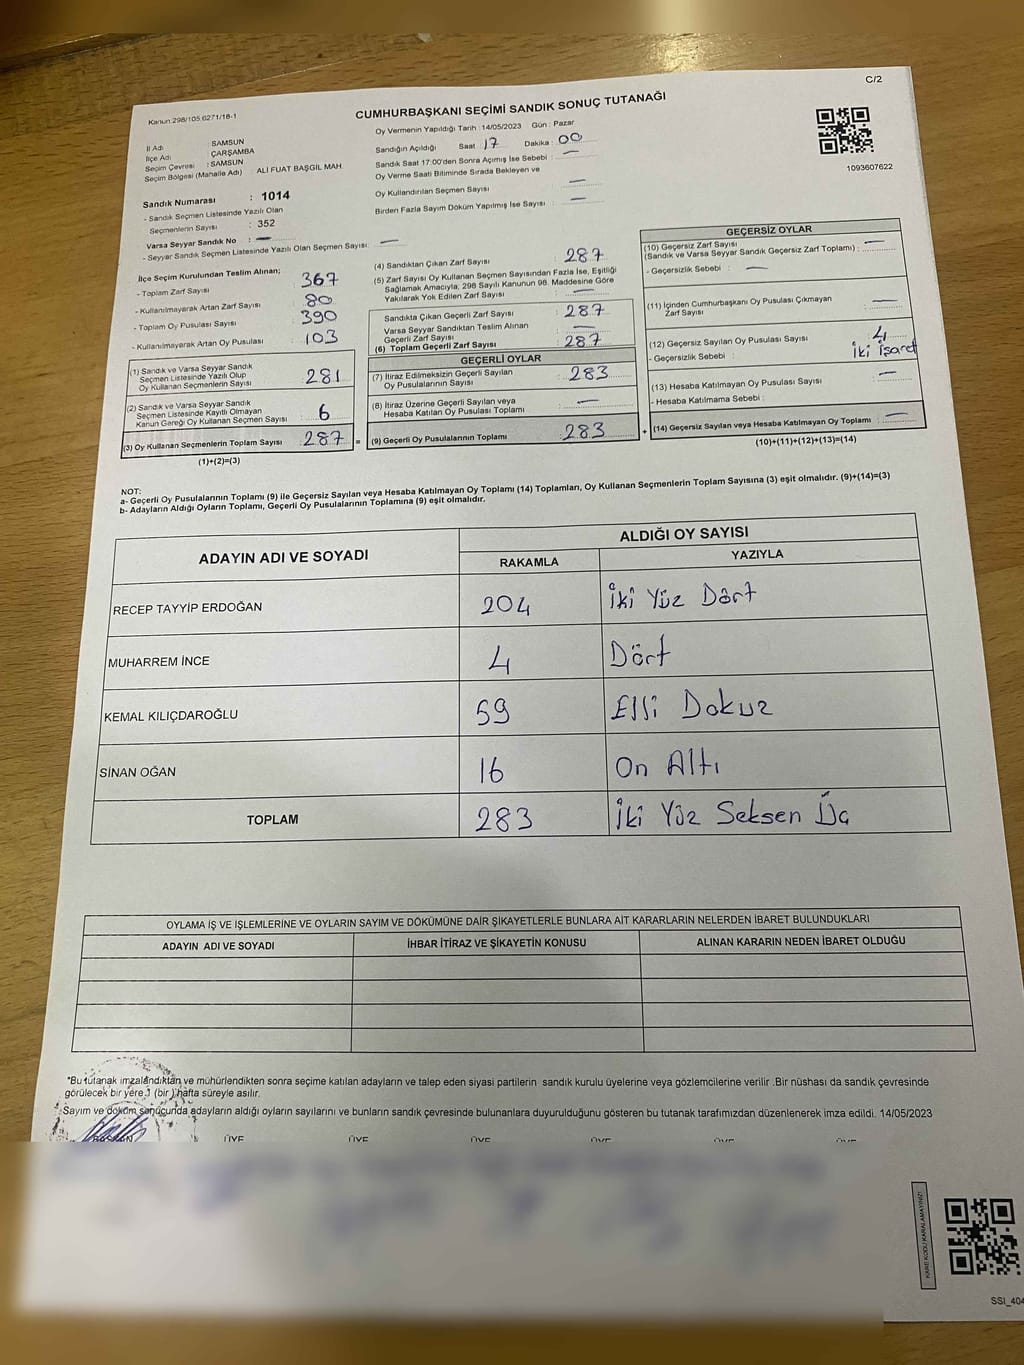 C/2
Kanun 298/105,6271/18-1
CUMHURBAŞKANI SEÇİMİ SANDIK SONUÇ TUTANAĞI
Oy Vermenin Yapıldığı Tarih : 14/05/2023 Gün : Pazar
İl Adı SAMSUN
İlçe Adı ÇARŞAMBA
Seçim Çevresi : SAMSUN
Seçim Bölgesi (Mahalle Adı) ALİ FUAT BAŞGİL MAH.
Sandığın Açıldığı Saat 17 Dakika : 00
Sandık Saat 17:00'den Sonra Açımış İse Sebebi : —
Oy Verme Saati Bitiminde Sırada Bekleyen ve
Oy Kullandırılan Seçmen Sayısı : —
Birden Fazla Sayım Döküm Yapılmış İse Sayısı : —
1093607622
Sandık Numarası : 1014
- Sandık Seçmen Listesinde Yazılı Olan
Seçmenlerin Sayısı : 352
Varsa Seyyar Sandık No : —
- Seyyar Sandık Seçmen Listesinde Yazılı Olan Seçmen Sayısı: —
İlçe Seçim Kurulundan Teslim Alınan;
- Toplam Zarf Sayısı : 367
- Kullanılmayarak Artan Zarf Sayısı : 80
- Toplam Oy Pusulası Sayısı : 390
- Kullanılmayarak Artan Oy Pusulası : 103
(1) Sandık ve Varsa Seyyar Sandık
Seçmen Listesinde Yazılı Olup
Oy Kullanan Seçmenlerin Sayısı : 281
(2) Sandık ve Varsa Seyyar Sandık
Seçmen Listesinde Kayıtlı Olmayan
Kanun Gereği Oy Kullanan Seçmen Sayısı : 6
(3) Oy Kullanan Seçmenlerin Toplam Sayısı : 287 =
(1)+(2)=(3)
(4) Sandıktan Çıkan Zarf Sayısı : 287
(5) Zarf Sayısı Oy Kullanan Seçmen Sayısından Fazla İse, Eşitliği
Sağlamak Amacıyla, 298 Sayılı Kanunun 98. Maddesine Göre
Yakılarak Yok Edilen Zarf Sayısı : —
Sandıkta Çıkan Geçerli Zarf Sayısı : 287
Varsa Seyyar Sandıktan Teslim Alınan
Geçerli Zarf Sayısı : —
(6) Toplam Geçerli Zarf Sayısı : 287
GEÇERLİ OYLAR
(7) İtiraz Edilmeksizin Geçerli Sayılan
Oy Pusulalarının Sayısı : 283
(8) İtiraz Üzerine Geçerli Sayılan veya
Hesaba Katılan Oy Pusulası Toplamı : —
(9) Geçerli Oy Pusulalarının Toplamı : 283 +
GEÇERSİZ OYLAR
(10) Geçersiz Zarf Sayısı
(Sandık ve Varsa Seyyar Sandık Geçersiz Zarf Toplamı) : —
- Geçersizlik Sebebi : —
(11) İçinden Cumhurbaşkanı Oy Pusulası Çıkmayan
Zarf Sayısı : —
(12) Geçersiz Sayılan Oy Pusulası Sayısı : 4
- Geçersizlik Sebebi : İki İşaret
(13) Hesaba Katılmayan Oy Pusulası Sayısı : —
- Hesaba Katılmama Sebebi :
(14) Geçersiz Sayılan veya Hesaba Katılmayan Oy Toplamı : —
(10)+(11)+(12)+(13)=(14)
NOT:
a- Geçerli Oy Pusulalarının Toplamı (9) ile Geçersiz Sayılan veya Hesaba Katılmayan Oy Toplamı (14) Toplamları, Oy Kullanan Seçmenlerin Toplam Sayısına (3) eşit olmalıdır. (9)+(14)=(3)
b- Adayların Aldığı Oyların Toplamı, Geçerli Oy Pusulalarının Toplamına (9) eşit olmalıdır.
ADAYIN ADI VE SOYADI
ALDIĞI OY SAYISI
RAKAMLA YAZIYLA
RECEP TAYYİP ERDOĞAN 204 İki Yüz Dört
MUHARREM İNCE 4 Dört
KEMAL KILIÇDAROĞLU 59 Elli Dokuz
SİNAN OĞAN 16 On Altı
TOPLAM 283 İki Yüz Seksen Üç
OYLAMA İŞ VE İŞLEMLERİNE VE OYLARIN SAYIM VE DÖKÜMÜNE DAİR ŞİKAYETLERLE BUNLARA AİT KARARLARIN NELERDEN İBARET BULUNDUKLARI
ADAYIN ADI VE SOYADI İHBAR İTİRAZ VE ŞİKAYETİN KONUSU ALINAN KARARIN NEDEN İBARET OLDUĞU
*Bu tutanak imzalandıktan ve mühürlendikten sonra seçime katılan adayların ve talep eden siyasi partilerin sandık kurulu üyelerine veya gözlemcilerine verilir .Bir nüshası da sandık çevresinde
görülecek bir yere 1 (bir) hafta süreyle asılır.
Sayım ve döküm sonucunda adayların aldığı oyların sayılarını ve bunların sandık çevresinde bulunanlara duyurulduğunu gösteren bu tutanak tarafımızdan düzenlenerek imza edildi. 14/05/2023
BAŞKAN ÜYE ÜYE ÜYE ÜYE ÜYE ÜYE
KARE KODU KARALAMAYINIZ!
SSI_404